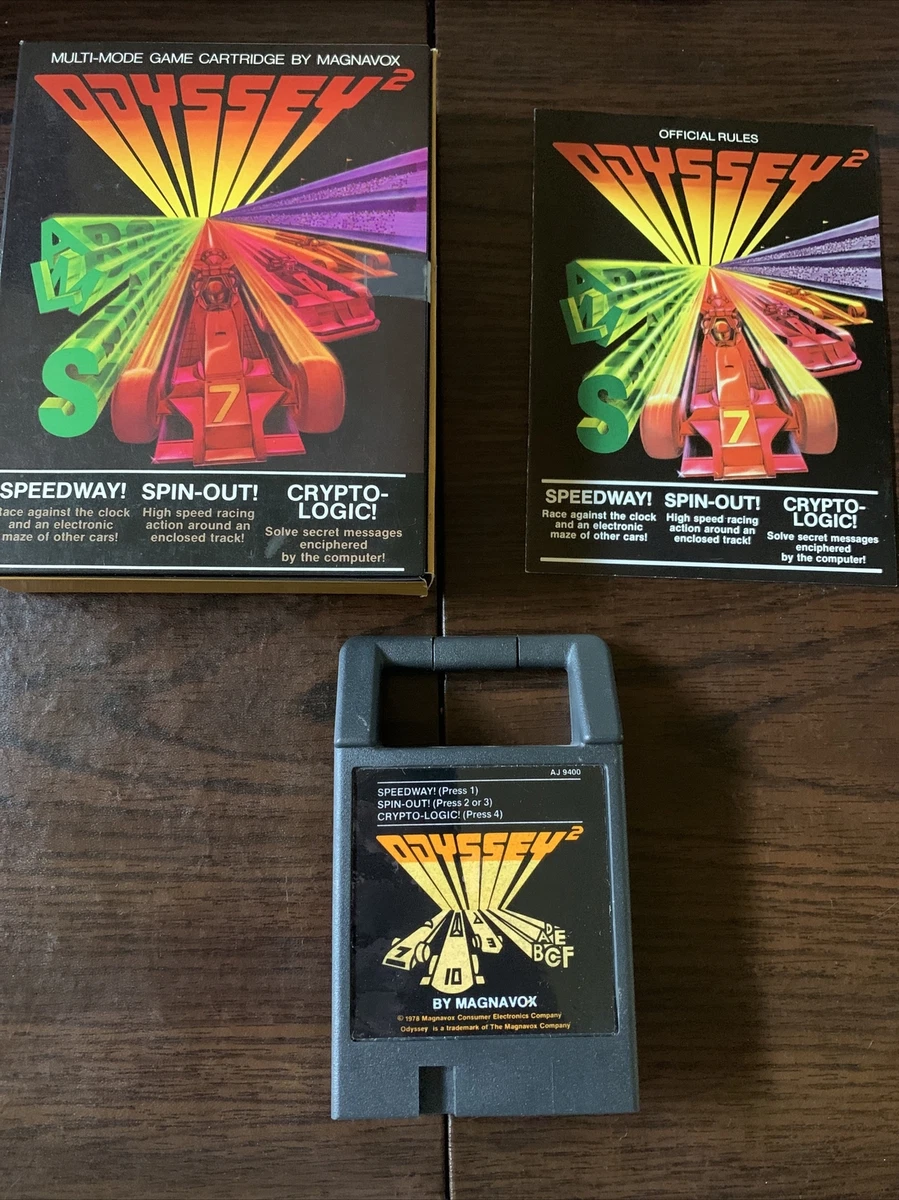 MULTI-MODE GAME CARTRIDGE BY MAGNAVOX
ODYSSEY²
A
S
7
SPEEDWAY!
Race against the clock
and an electronic
maze of other cars!
SPIN-OUT!
High speed racing
action around an
enclosed track!
CRYPTO-
LOGIC!
Solve secret messages
enciphered
by the computer!
OFFICIAL RULES
ODYSSEY²
A
S
7
SPEEDWAY!
Race against the clock
and an electronic
maze of other cars!
SPIN-OUT!
High speed racing
action around an
enclosed track!
CRYPTO-
LOGIC!
Solve secret messages
enciphered
by the computer!
AJ 9400
SPEEDWAY! (Press 1)
SPIN-OUT! (Press 2 or 3)
CRYPTO-LOGIC! (Press 4)
ODYSSEY²
7 10 3
BCF
BY MAGNAVOX
© 1978 Magnavox Consumer Electronics Company
Odyssey is a trademark of The Magnavox Company